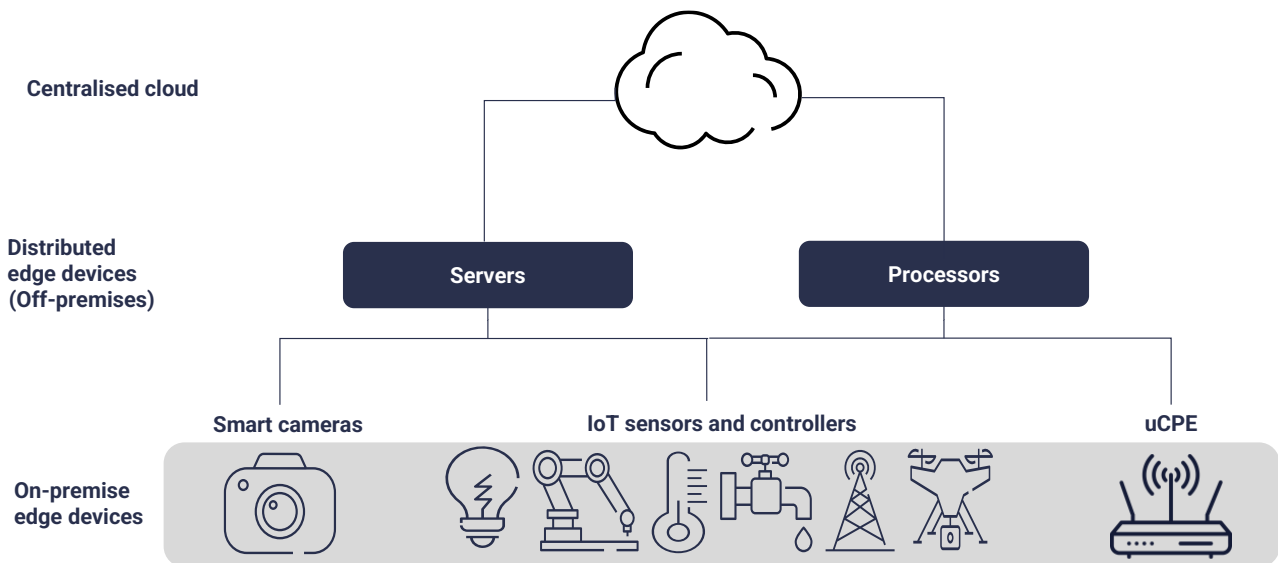 Centralised cloud
Distributed
edge devices
(Off-premises)
Servers
Processors
Smart cameras
IoT sensors and controllers
uCPE
On-premise
edge devices